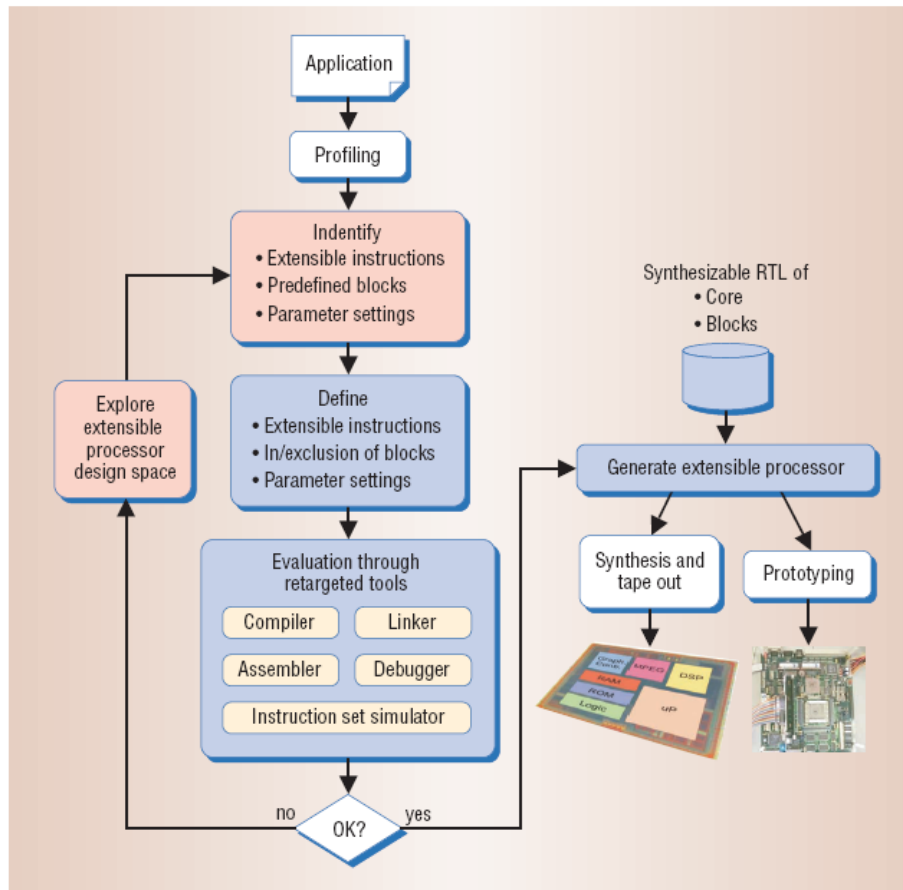 Application
Profiling
Indentify
• Extensible instructions
• Predefined blocks
• Parameter settings
Explore
extensible
processor
design space
Define
• Extensible instructions
• In/exclusion of blocks
• Parameter settings
Evaluation through
retargeted tools
Compiler
Linker
Assembler
Debugger
Instruction set simulator
no
OK?
yes
Synthesizable RTL of
• Core
• Blocks
Generate extensible processor
Synthesis and
tape out
Prototyping
Graph
Conv.
MPEG
DSP
RAM
ROM
Logic
uP